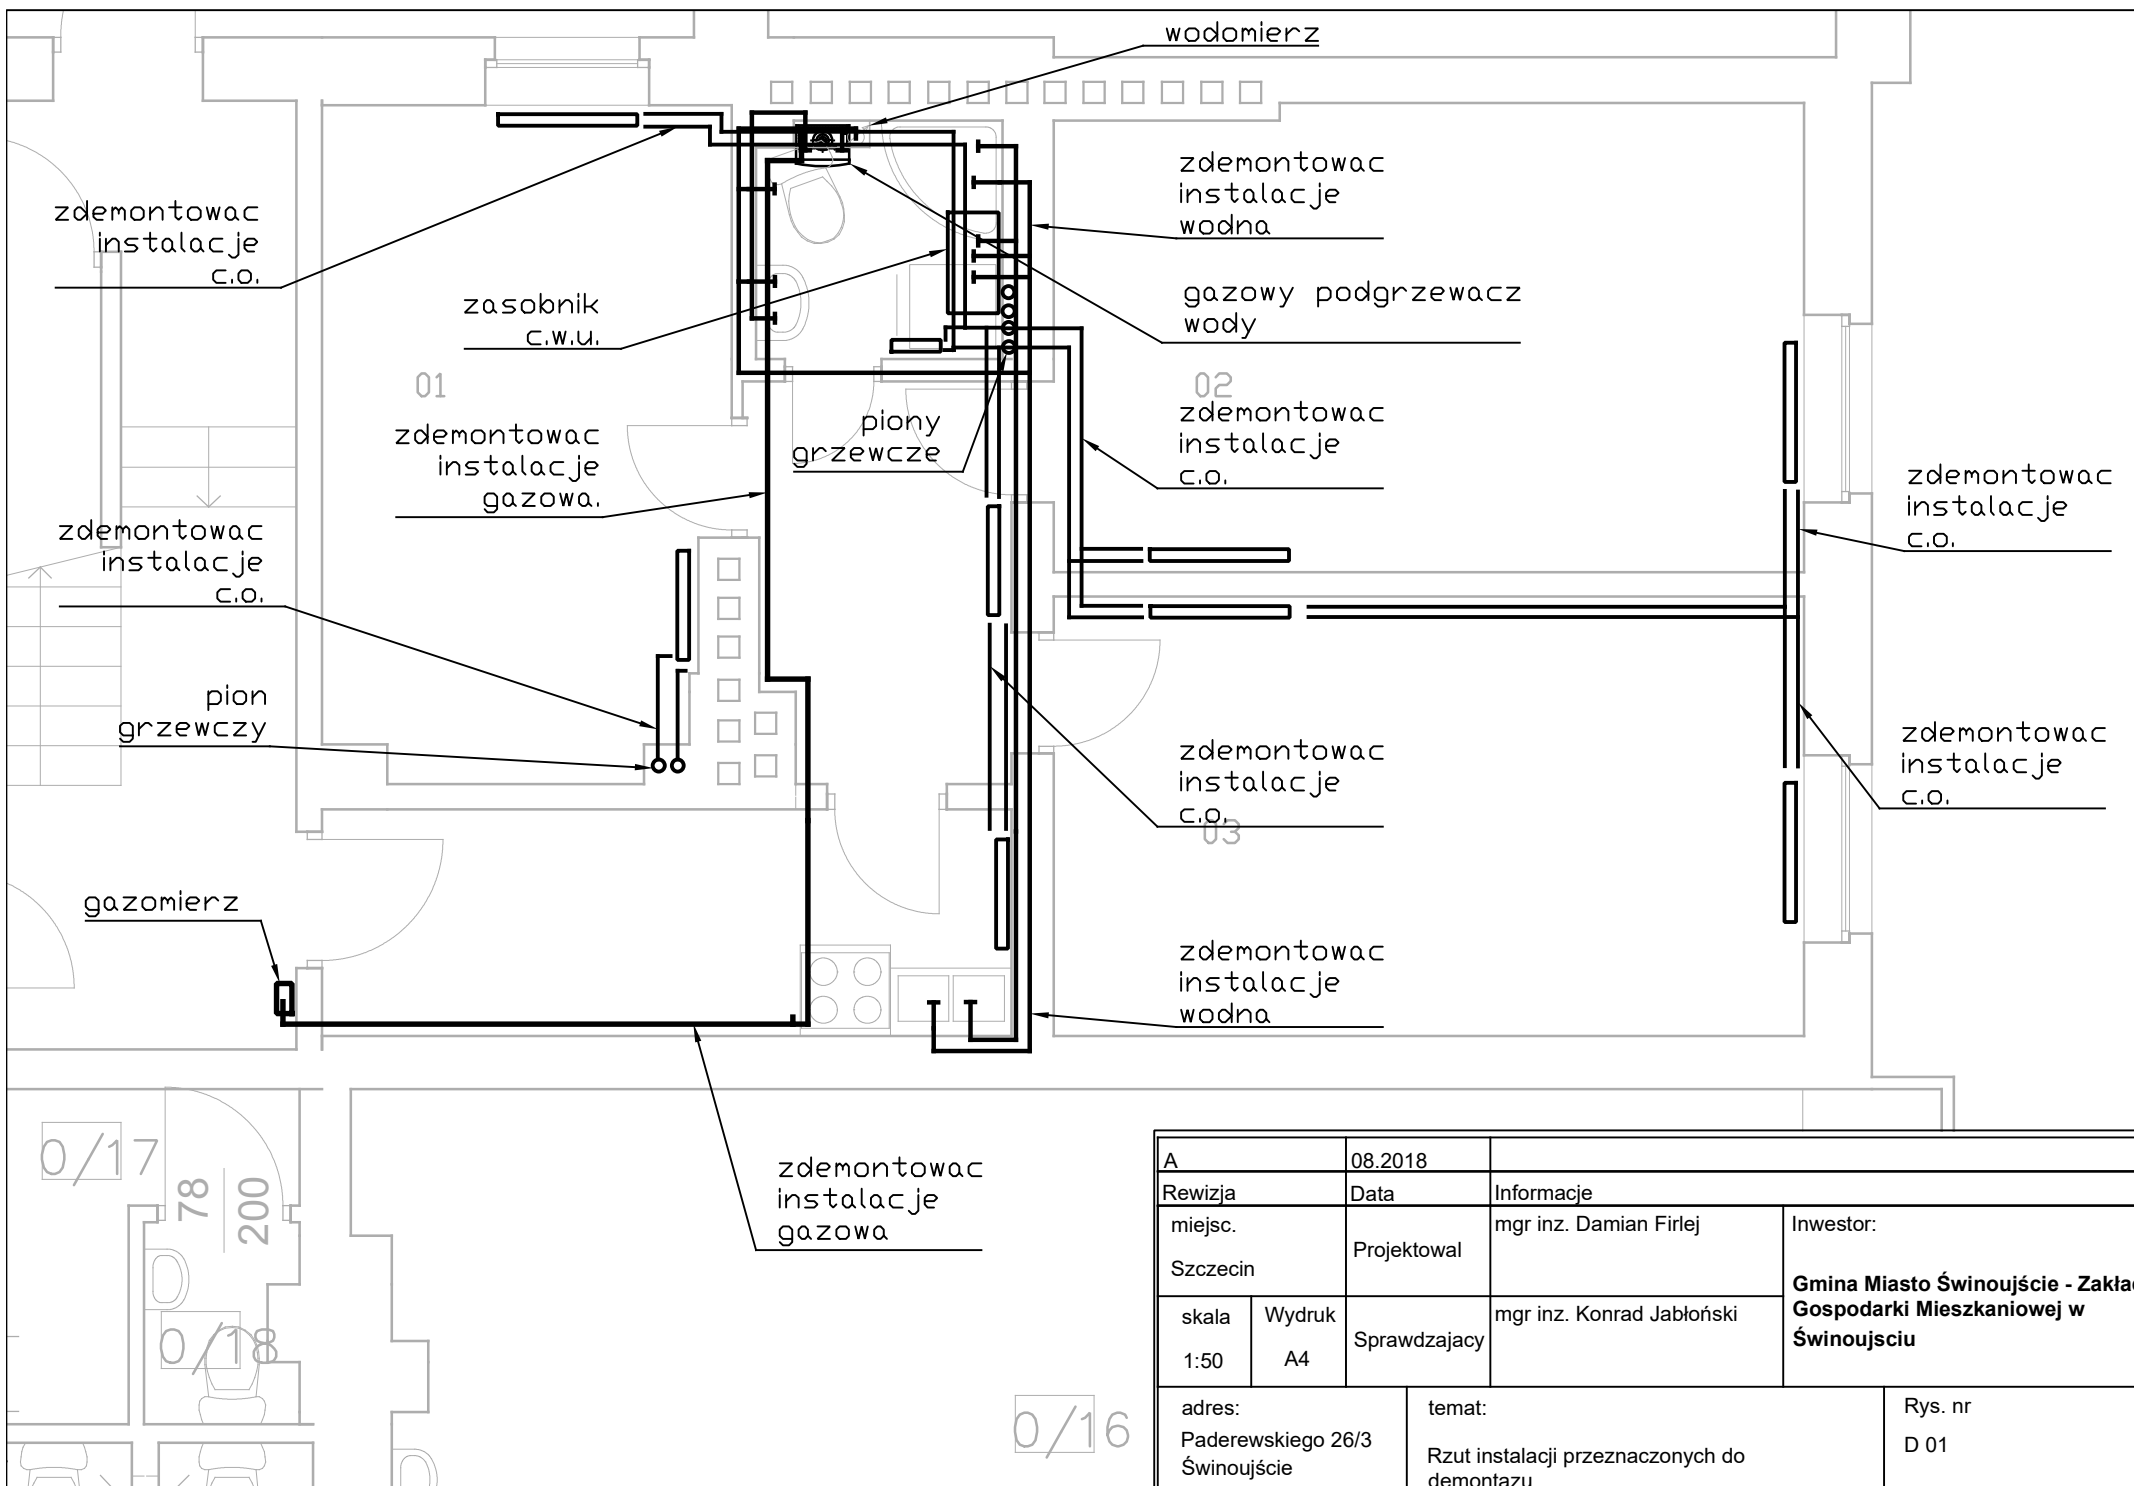 wodomierz
zdemontowac
instalacje
wodna
zdemontowac
instalacje
c.o.
zasobnik
c.w.u.
gazowy podgrzewacz
wody
01
02
zdemontowac
instalacje
gazowa.
piony
grzewcze
zdemontowac
instalacje
c.o.
zdemontowac
instalacje
c.o.
zdemontowac
instalacje
c.o.
pion
grzewczy
zdemontowac
instalacje
c.o.
zdemontowac
instalacje
c.o.
03
gazomierz
zdemontowac
instalacje
wodna
0/17
78
200
zdemontowac
instalacje
gazowa
0/18
0/16
A 08.2018
Rewizja Data Informacje
miejsc.
Szczecin
Projektowal
mgr inz. Damian Firlej
Inwestor:
Gmina Miasto Świnoujście -
Gospodarki Mieszkaniowej w
Świnoujsciu
skala
1:50
Wydruk
A4
Sprawdzajacy
mgr inz. Konrad Jabłoński
adres:
Paderewskiego 26/3
Świnoujście
temat:
Rzut instalacji przeznaczonych do
demontazu
Rys. nr
D 01